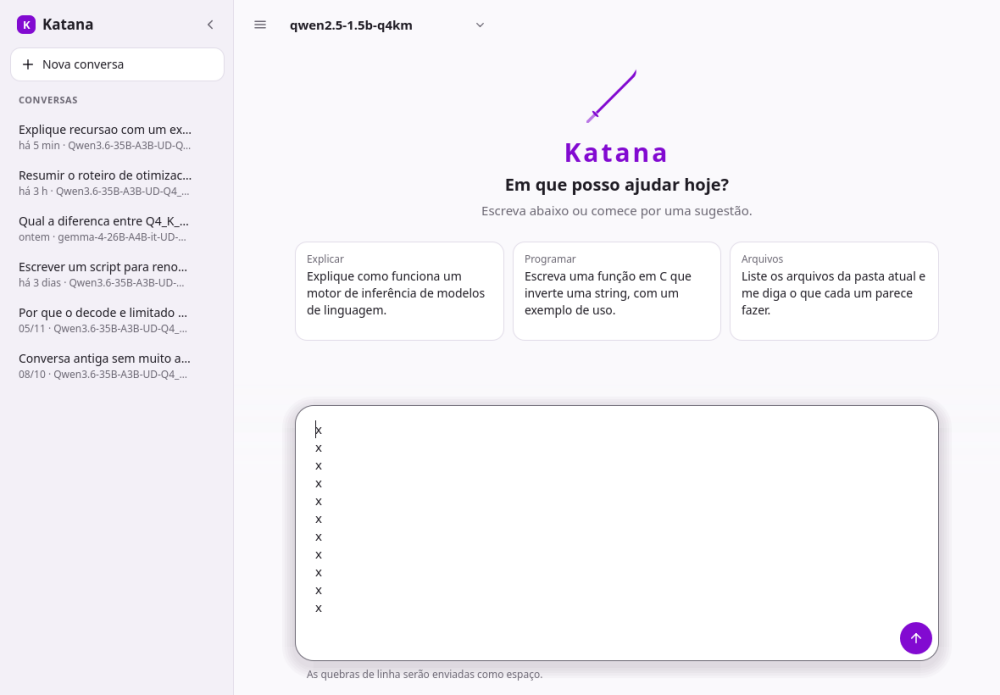 K Katana
Nova conversa
CONVERSAS
Explique recursao com um ex...
há 5 min · Qwen3.6-35B-A3B-UD-Q...
Resumir o roteiro de otimizac...
há 3 h · Qwen3.6-35B-A3B-UD-Q4_...
Qual a diferenca entre Q4_K_...
ontem · gemma-4-26B-A4B-it-UD-...
Escrever um script para reno...
há 3 dias · Qwen3.6-35B-A3B-UD-...
Por que o decode e limitado ...
05/11 · Qwen3.6-35B-A3B-UD-Q4_...
Conversa antiga sem muito a...
08/10 · Qwen3.6-35B-A3B-UD-Q4_...
qwen2.5-1.5b-q4km
Katana
Em que posso ajudar hoje?
Escreva abaixo ou comece por uma sugestão.
Explicar
Explique como funciona um
motor de inferência de modelos
de linguagem.
Programar
Escreva uma função em C que
inverte uma string, com um
exemplo de uso.
Arquivos
Liste os arquivos da pasta atual e
me diga o que cada um parece
fazer.
x
x
x
x
x
x
x
x
x
x
x
As quebras de linha serão enviadas como espaço.